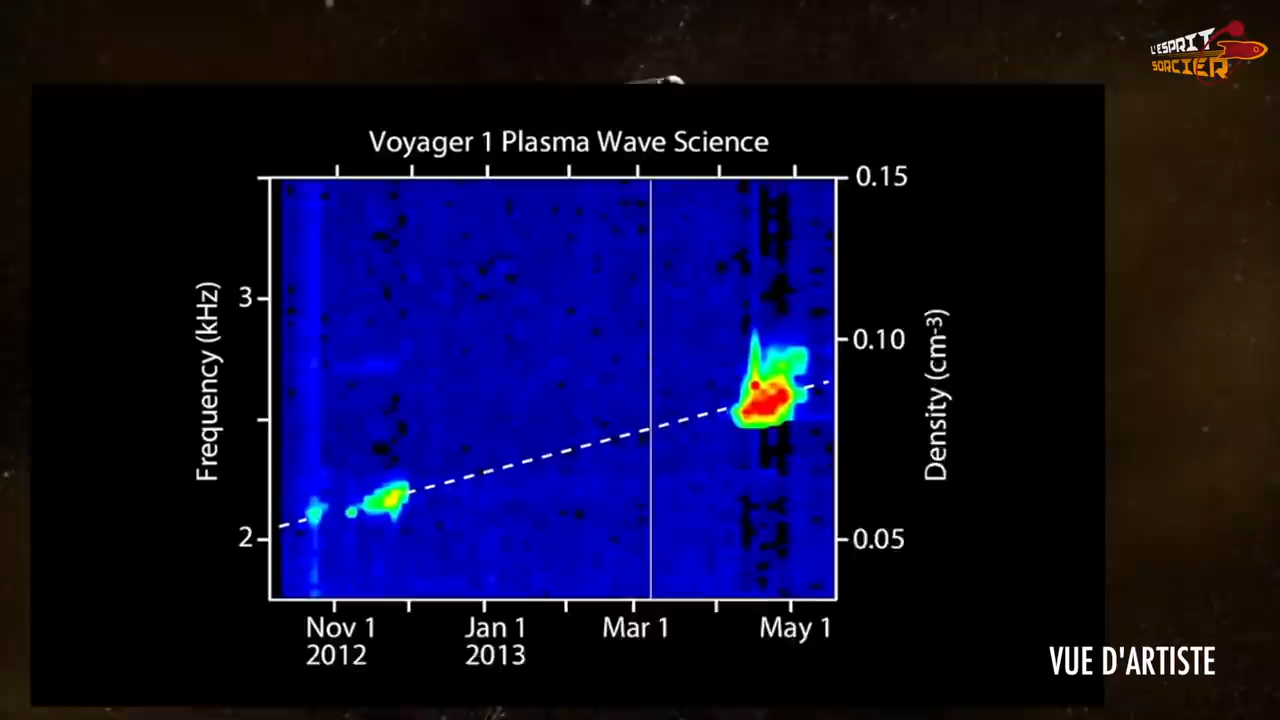 L'ESPRIT
SORCIER
Voyager 1 Plasma Wave Science
0.15
3
0.10
Frequency (kHz)
Density (cm-3)
2
0.05
Nov 1
Jan 1
Mar 1
May 1
2012
2013
VUE D'ARTISTE